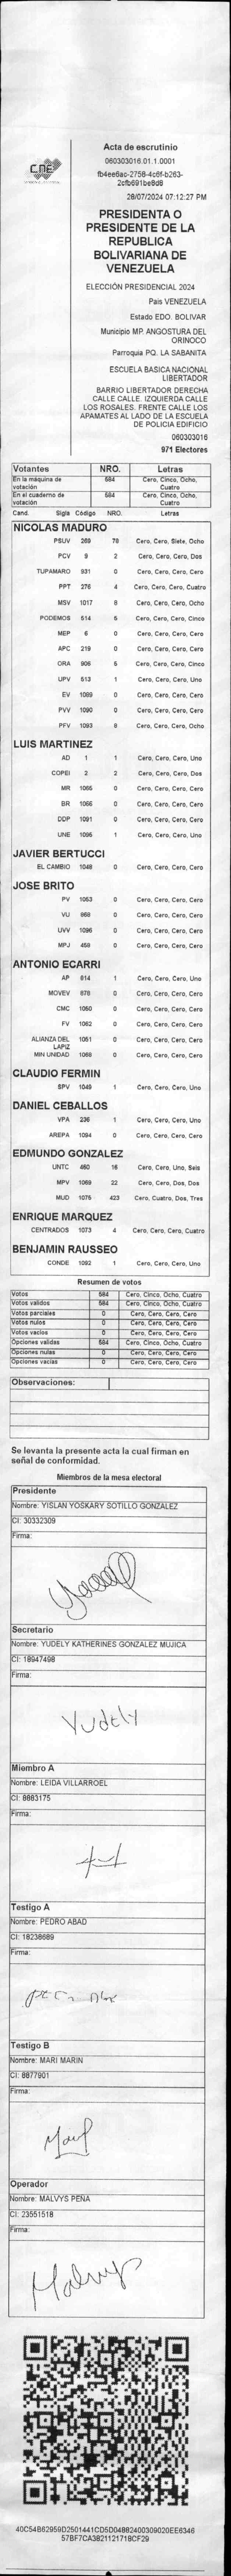 CNE
Acta de escrutinio
060303016.01.1.0001
fb4ee6ac-2758-4c6f-b263-
2cfb691be8d8
28/07/2024 07:12:27 PM
PRESIDENTA O
PRESIDENTE DE LA
REPUBLICA
BOLIVARIANA DE
VENEZUELA
ELECCIÓN PRESIDENCIAL 2024
Pais VENEZUELA
Estado EDO. BOLIVAR
Municipio MP. ANGOSTURA DEL
ORINOCO
Parroquia PQ. LA SABANITA
ESCUELA BASICA NACIONAL
LIBERTADOR
BARRIO LIBERTADOR DERECHA
CALLE CALLE. IZQUIERDA CALLE
LOS ROSALES. FRENTE CALLE LOS
APAMATES AL LADO DE LA ESCUELA
DE POLICIA EDIFICIO
060303016
971 Electores
Votantes NRO. Letras
En la máquina de votación 584 Cero, Cinco, Ocho, Cuatro
En el cuaderno de votación 584 Cero, Cinco, Ocho, Cuatro
Cand. Sigla Código NRO. Letras
NICOLAS MADURO
PSUV 269 78 Cero, Cero, Siete, Ocho
PCV 9 2 Cero, Cero, Cero, Dos
TUPAMARO 931 0 Cero, Cero, Cero, Cero
PPT 276 4 Cero, Cero, Cero, Cuatro
MSV 1017 8 Cero, Cero, Cero, Ocho
PODEMOS 514 5 Cero, Cero, Cero, Cinco
MEP 6 0 Cero, Cero, Cero, Cero
APC 219 0 Cero, Cero, Cero, Cero
ORA 906 5 Cero, Cero, Cero, Cinco
UPV 513 1 Cero, Cero, Cero, Uno
EV 1089 0 Cero, Cero, Cero, Cero
PVV 1090 0 Cero, Cero, Cero, Cero
PFV 1093 8 Cero, Cero, Cero, Ocho
LUIS MARTINEZ
AD 1 1 Cero, Cero, Cero, Uno
COPEI 2 2 Cero, Cero, Cero, Dos
MR 1065 0 Cero, Cero, Cero, Cero
BR 1066 0 Cero, Cero, Cero, Cero
DDP 1091 0 Cero, Cero, Cero, Cero
UNE 1095 1 Cero, Cero, Cero, Uno
JAVIER BERTUCCI
EL CAMBIO 1048 0 Cero, Cero, Cero, Cero
JOSE BRITO
PV 1053 0 Cero, Cero, Cero, Cero
VU 868 0 Cero, Cero, Cero, Cero
UVV 1096 0 Cero, Cero, Cero, Cero
MPJ 458 0 Cero, Cero, Cero, Cero
ANTONIO ECARRI
AP 814 1 Cero, Cero, Cero, Uno
MOVEV 878 0 Cero, Cero, Cero, Cero
CMC 1050 0 Cero, Cero, Cero, Cero
FV 1062 0 Cero, Cero, Cero, Cero
ALIANZA DEL LAPIZ 1051 0 Cero, Cero, Cero, Cero
MIN UNIDAD 1068 0 Cero, Cero, Cero, Cero
CLAUDIO FERMIN
SPV 1049 1 Cero, Cero, Cero, Uno
DANIEL CEBALLOS
VPA 236 1 Cero, Cero, Cero, Uno
AREPA 1094 0 Cero, Cero, Cero, Cero
EDMUNDO GONZALEZ
UNTC 460 16 Cero, Cero, Uno, Seis
MPV 1069 22 Cero, Cero, Dos, Dos
MUD 1075 423 Cero, Cuatro, Dos, Tres
ENRIQUE MARQUEZ
CENTRADOS 1073 4 Cero, Cero, Cero, Cuatro
BENJAMIN RAUSSEO
CONDE 1092 1 Cero, Cero, Cero, Uno
Resumen de votos
Votos 584 Cero, Cinco, Ocho, Cuatro
Votos validos 584 Cero, Cinco, Ocho, Cuatro
Votos parciales 0 Cero, Cero, Cero, Cero
Votos nulos 0 Cero, Cero, Cero, Cero
Votos vacios 0 Cero, Cero, Cero, Cero
Opciones validas 584 Cero, Cinco, Ocho, Cuatro
Opciones nulas 0 Cero, Cero, Cero, Cero
Opciones vacias 0 Cero, Cero, Cero, Cero
Observaciones:
Se levanta la presente acta la cual firman en
señal de conformidad.
Miembros de la mesa electoral
Presidente
Nombre: YISLAN YOSKARY SOTILLO GONZALEZ
CI: 30332309
Firma:
Secretario
Nombre: YUDELY KATHERINES GONZALEZ MUJICA
CI: 18947498
Firma:
Yudely
Miembro A
Nombre: LEIDA VILLARROEL
CI: 8883175
Firma:
Testigo A
Nombre: PEDRO ABAD
CI: 18238689
Firma:
Testigo B
Nombre: MARI MARIN
CI: 8877901
Firma:
Operador
Nombre: MALVYS PEÑA
CI: 23551518
Firma:
Malvys
40C54B62959D2501441CD5D04882400309020EE6346
57BF7CA3821121718CF29